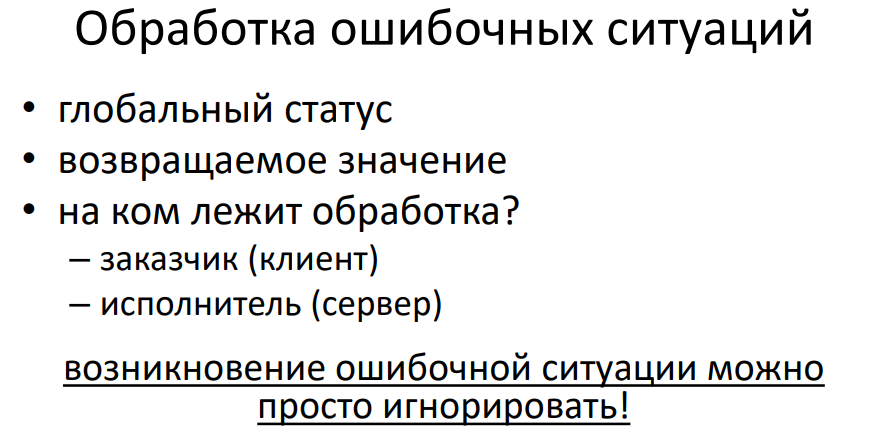 Обработка ошибочных ситуаций
• глобальный статус
• возвращаемое значение
• на ком лежит обработка?
– заказчик (клиент)
– исполнитель (сервер)
возникновение ошибочной ситуации можно
просто игнорировать!